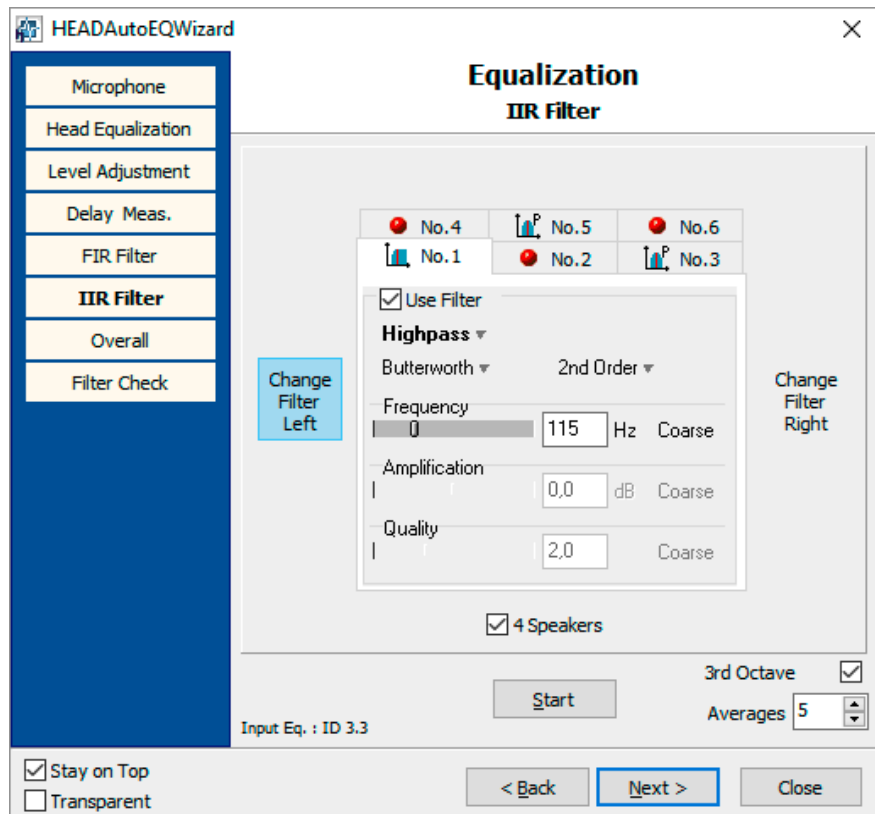 HEADAutoEQWizard
Microphone
Head Equalization
Level Adjustment
Delay Meas.
FIR Filter
IIR Filter
Overall
Filter Check
Equalization
IIR Filter
No.4 No.5 No.6
No.1 No.2 No.3
Use Filter
Highpass
Butterworth 2nd Order
Frequency
115 Hz Coarse
Amplification
0,0 dB Coarse
Quality
2,0 Coarse
Change
Filter
Left
Change
Filter
Right
4 Speakers
3rd Octave
Start
Averages 5
Input Eq. : ID 3.3
Stay on Top
Transparent
< Back Next > Close